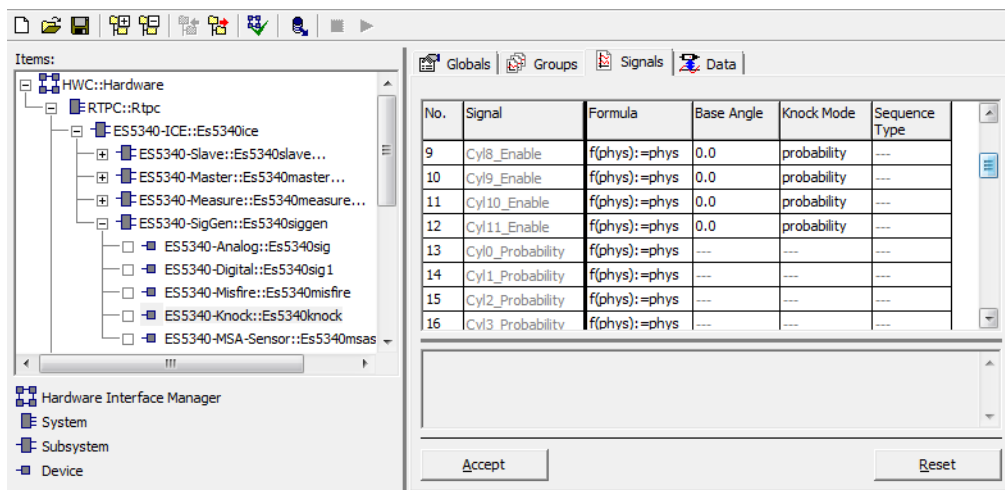 Items:
HWC::Hardware
RTPC::Rtpc
ES5340-ICE::Es5340ice
ES5340-Slave::Es5340slave...
ES5340-Master::Es5340master...
ES5340-Measure::Es5340measure...
ES5340-SigGen::Es5340siggen
ES5340-Analog::Es5340sig
ES5340-Digital::Es5340sig1
ES5340-Misfire::Es5340misfire
ES5340-Knock::Es5340knock
ES5340-MSA-Sensor::Es5340msas
Hardware Interface Manager
System
Subsystem
Device
Globals Groups Signals Data
No. Signal Formula Base Angle Knock Mode Sequence Type
9 Cyl8_Enable f(phys):=phys 0.0 probability ---
10 Cyl9_Enable f(phys):=phys 0.0 probability ---
11 Cyl10_Enable f(phys):=phys 0.0 probability ---
12 Cyl11_Enable f(phys):=phys 0.0 probability ---
13 Cyl0_Probability f(phys):=phys --- --- ---
14 Cyl1_Probability f(phys):=phys --- --- ---
15 Cyl2_Probability f(phys):=phys --- --- ---
16 Cyl3_Probability f(phys):=phys --- --- ---
Accept Reset